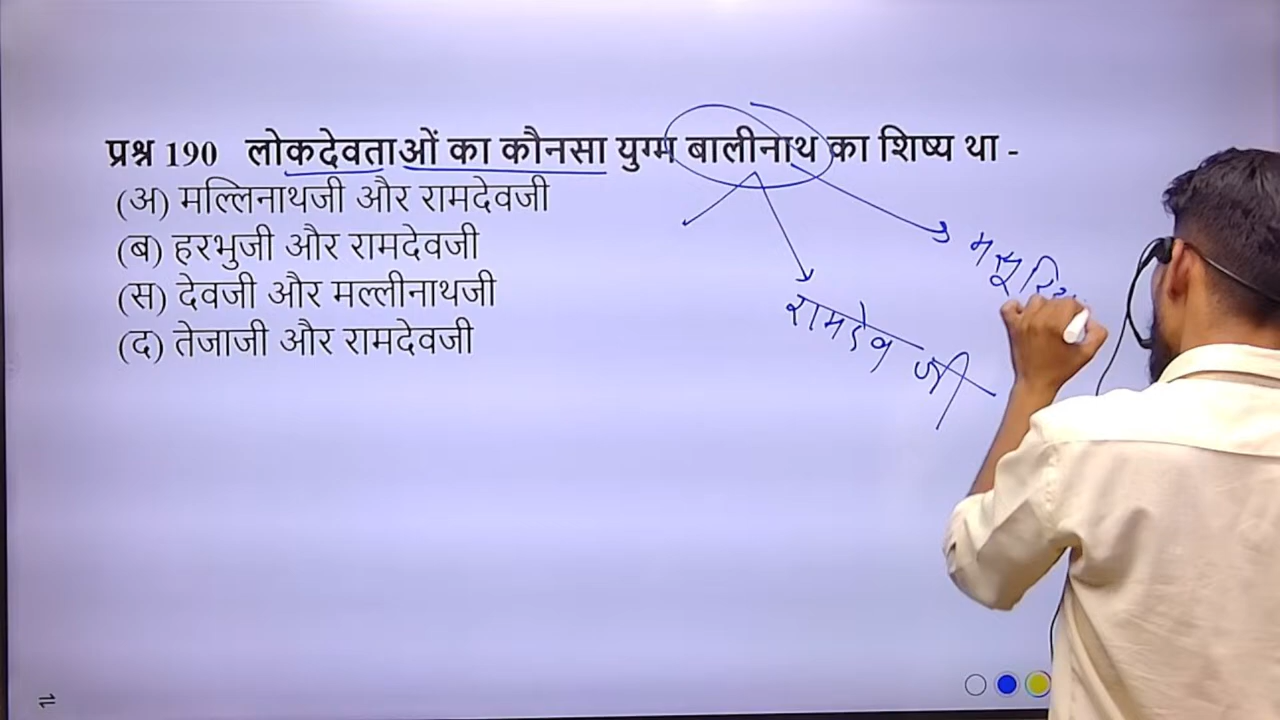 प्रश्न 190 लोकदेवताओं का कौनसा युग्म बालीनाथ का शिष्य था -
(अ) मल्लिनाथजी और रामदेवजी
(ब) हरभुजी और रामदेवजी
(स) देवजी और मल्लीनाथजी
(द) तेजाजी और रामदेवजी
रामदेव जी